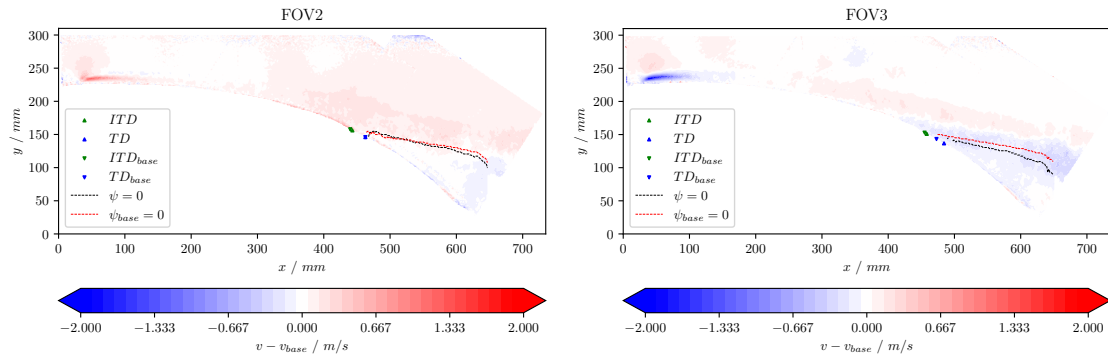 FOV2
300
250
200
150
100
50
0
y / mm
ITD
TD
ITD_base
TD_base
ψ = 0
ψ_base = 0
0 100 200 300 400 500 600 700
x / mm
−2.000 −1.333 −0.667 0.000 0.667 1.333 2.000
v − v_base / m/s
FOV3
300
250
200
150
100
50
0
y / mm
ITD
TD
ITD_base
TD_base
ψ = 0
ψ_base = 0
0 100 200 300 400 500 600 700
x / mm
−2.000 −1.333 −0.667 0.000 0.667 1.333 2.000
v − v_base / m/s